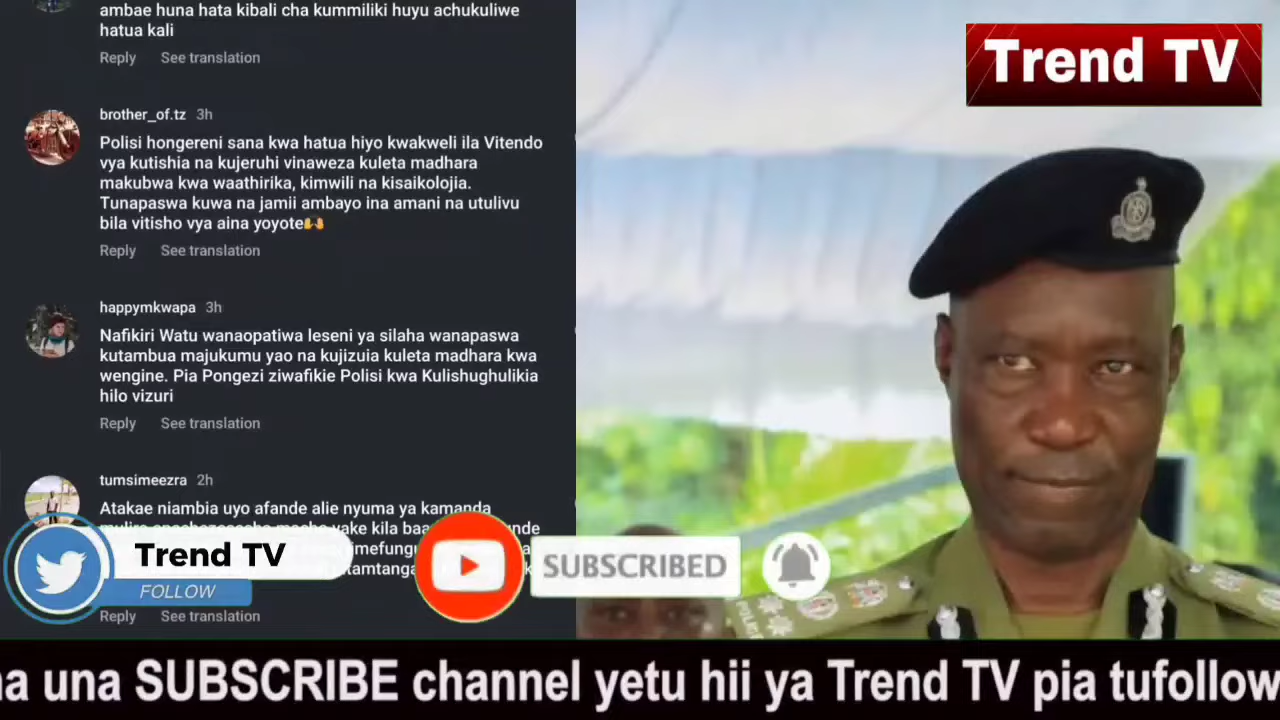 ambae huna hata kibali cha kummiliki huyu achukuliwe
hatua kali
Reply See translation
Trend TV
brother_of.tz 3h
Polisi hongereni sana kwa hatua hiyo kwakweli ila Vitendo
vya kutishia na kujeruhi vinaweza kuleta madhara
makubwa kwa waathirika, kimwili na kisaikolojia.
Tunapaswa kuwa na jamii ambayo ina amani na utulivu
bila vitisho vya aina yoyote🙌
Reply See translation
happymkwapa 3h
Nafikiri Watu wanaopatiwa leseni ya silaha wanapaswa
kutambua majukumu yao na kujizuia kuleta madhara kwa
wengine. Pia Pongezi ziwafikie Polisi kwa Kulishughulikia
hilo vizuri
Reply See translation
tumsimeezra 2h
Atakae niambia uyo afande alie nyuma ya kamanda
yake kila
Trend TV
FOLLOW
SUBSCRIBED
Reply See translation
POLICE
na una SUBSCRIBE channel yetu hii ya Trend TV pia tufollow